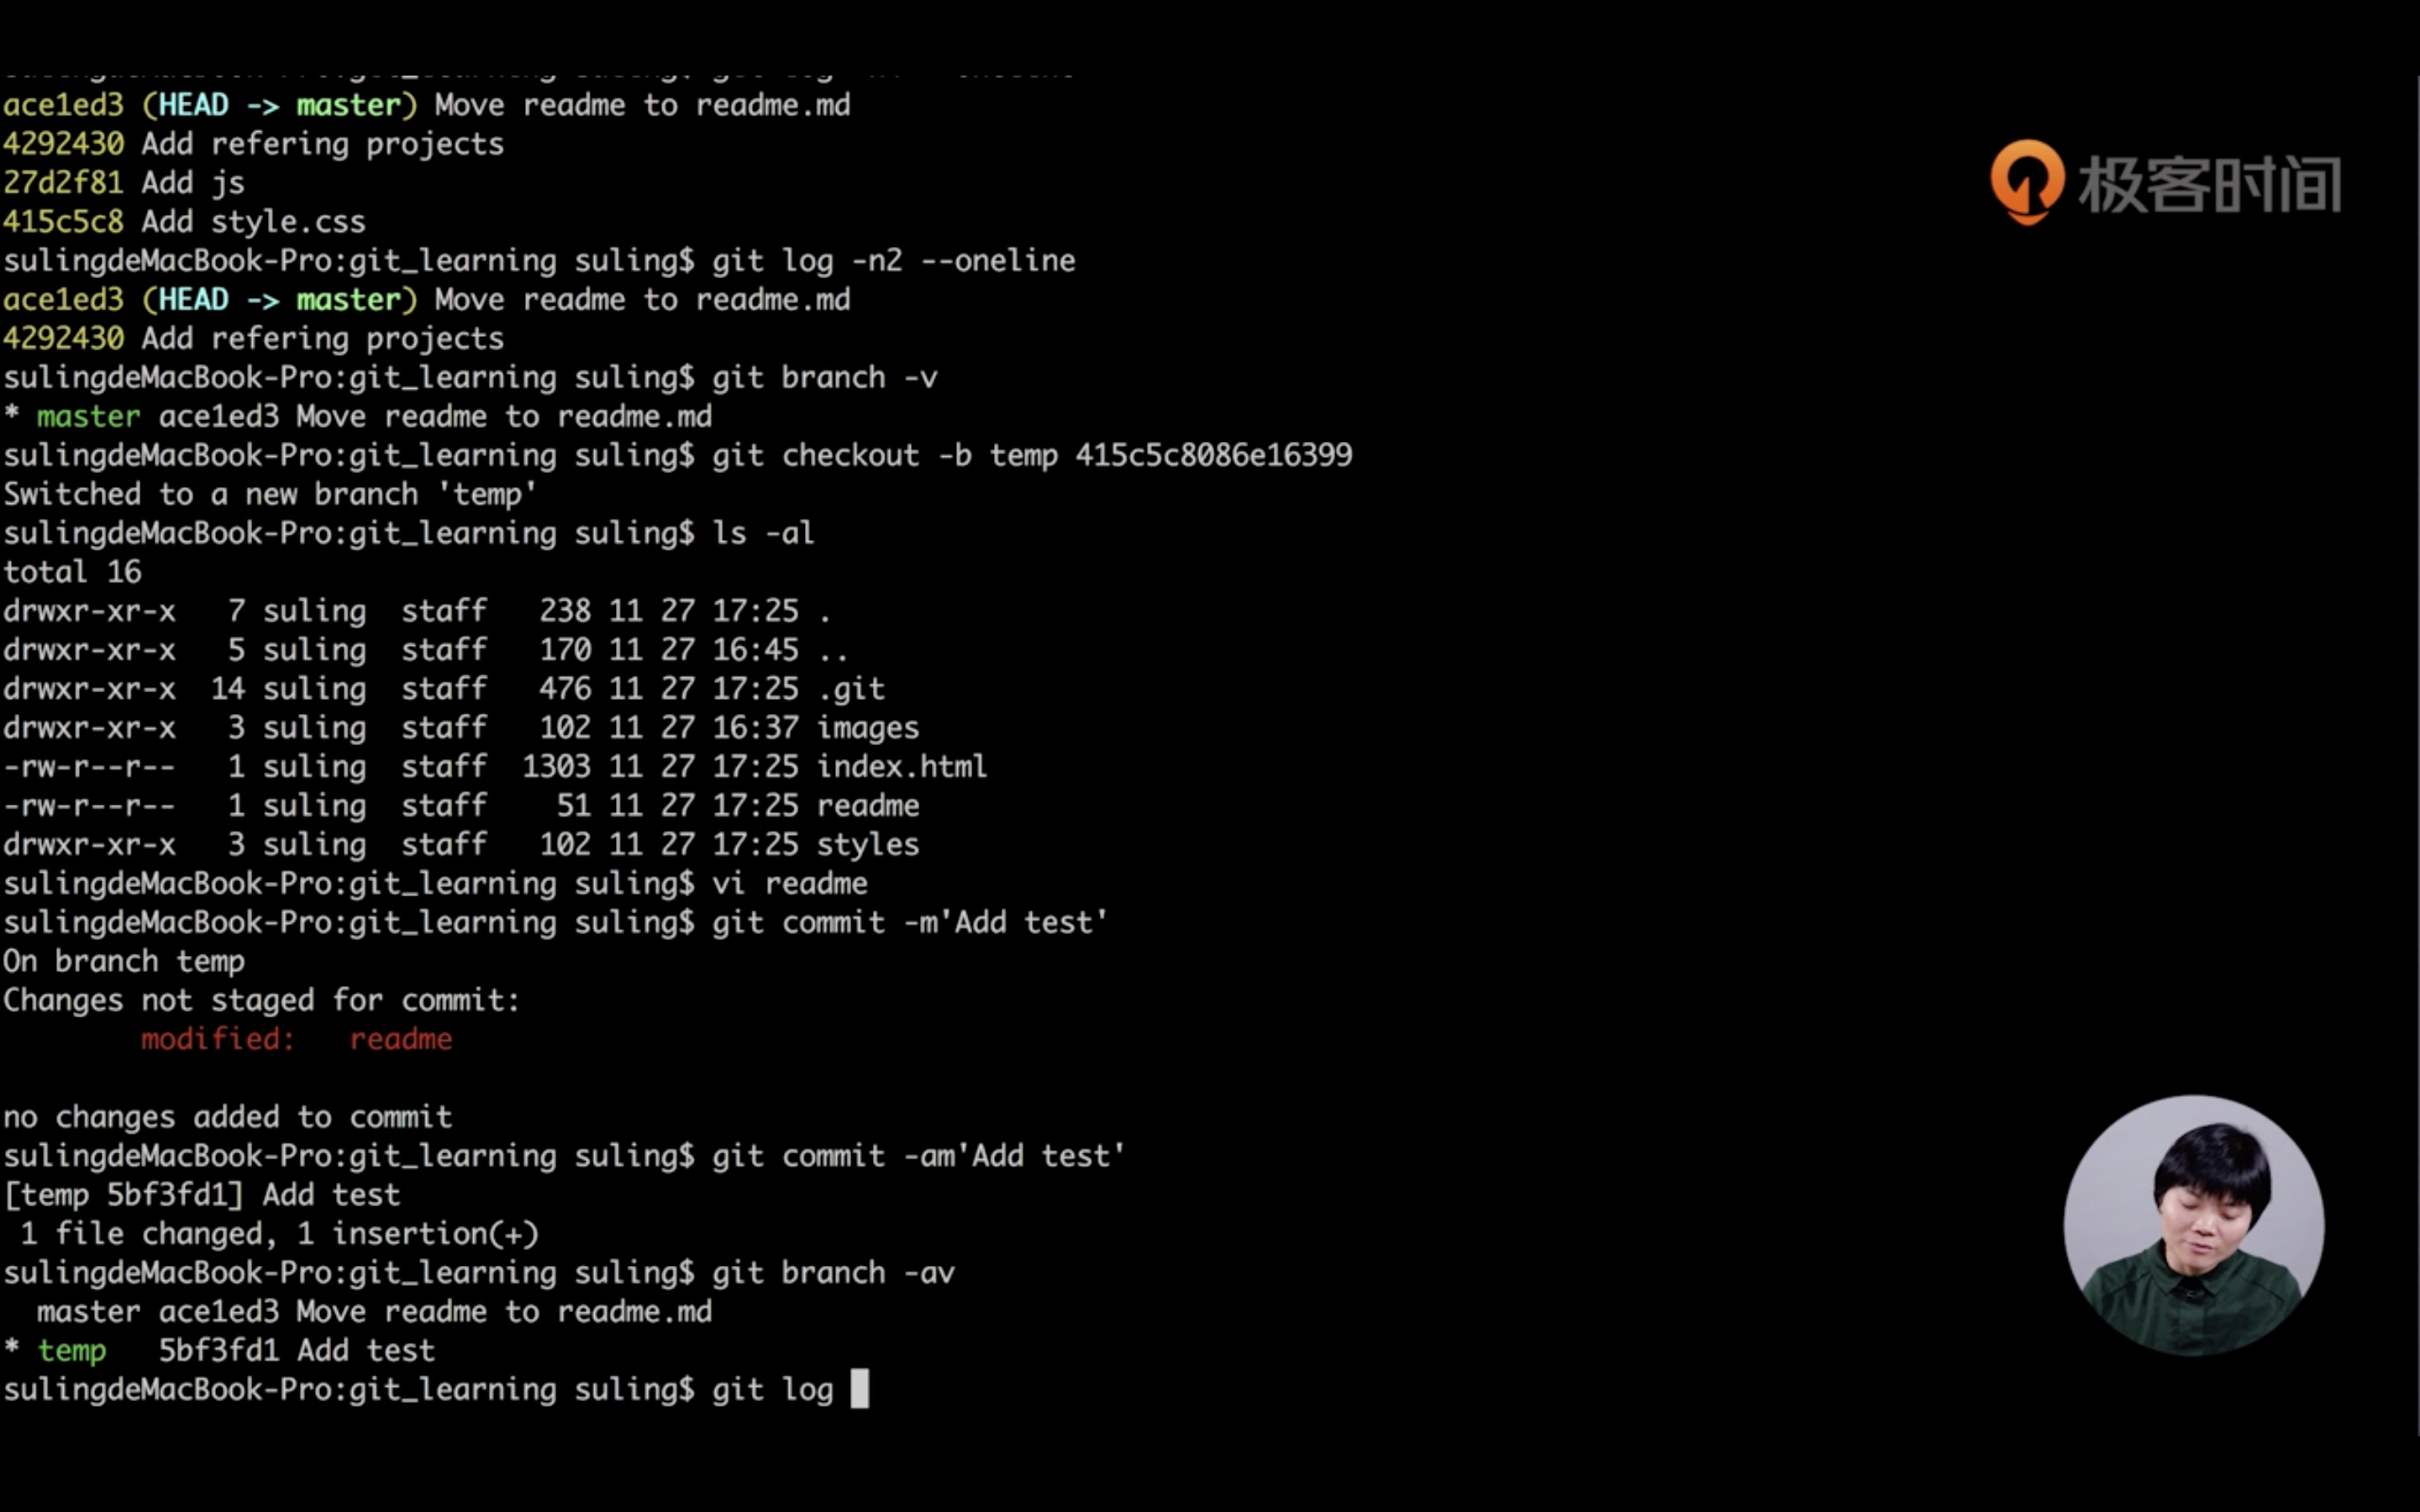 ace1ed3 (HEAD -> master) Move readme to readme.md
4292430 Add refering projects
27d2f81 Add js
415c5c8 Add style.css
sulingdeMacBook-Pro:git_learning suling$ git log -n2 --oneline
ace1ed3 (HEAD -> master) Move readme to readme.md
4292430 Add refering projects
sulingdeMacBook-Pro:git_learning suling$ git branch -v
* master ace1ed3 Move readme to readme.md
sulingdeMacBook-Pro:git_learning suling$ git checkout -b temp 415c5c8086e16399
Switched to a new branch 'temp'
sulingdeMacBook-Pro:git_learning suling$ ls -al
total 16
drwxr-xr-x   7 suling  staff   238 11 27 17:25 .
drwxr-xr-x   5 suling  staff   170 11 27 16:45 ..
drwxr-xr-x  14 suling  staff   476 11 27 17:25 .git
drwxr-xr-x   3 suling  staff   102 11 27 16:37 images
-rw-r--r--   1 suling  staff  1303 11 27 17:25 index.html
-rw-r--r--   1 suling  staff    51 11 27 17:25 readme
drwxr-xr-x   3 suling  staff   102 11 27 17:25 styles
sulingdeMacBook-Pro:git_learning suling$ vi readme
sulingdeMacBook-Pro:git_learning suling$ git commit -m'Add test'
On branch temp
Changes not staged for commit:
        modified:   readme
no changes added to commit
sulingdeMacBook-Pro:git_learning suling$ git commit -am'Add test'
[temp 5bf3fd1] Add test
 1 file changed, 1 insertion(+)
sulingdeMacBook-Pro:git_learning suling$ git branch -av
  master ace1ed3 Move readme to readme.md
* temp   5bf3fd1 Add test
sulingdeMacBook-Pro:git_learning suling$ git log
极客时间